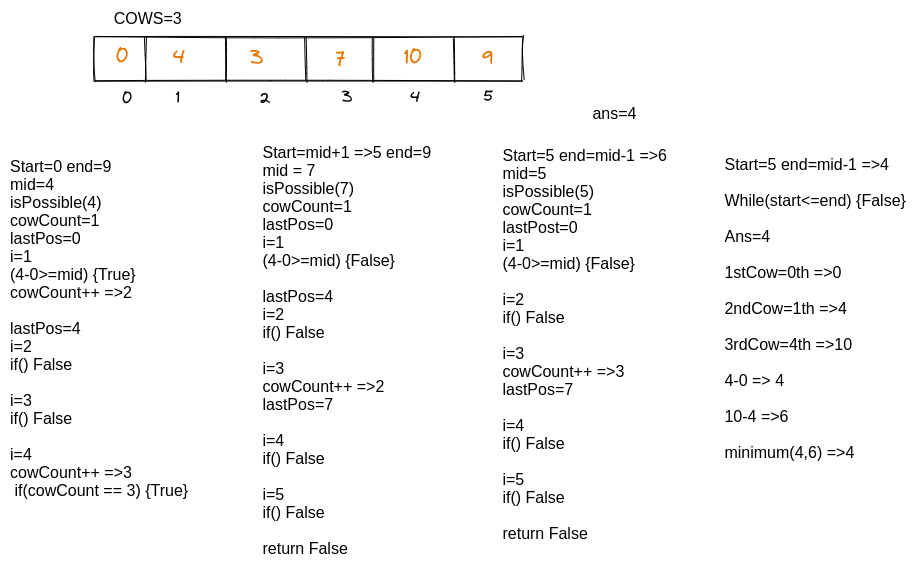 COWS=3
0 4 3 7 10 9
0 1 2 3 4 5
ans=4
Start=0 end=9
mid=4
isPossible(4)
cowCount=1
lastPos=0
i=1
(4-0>=mid) {True}
cowCount++ =>2
lastPos=4
i=2
if() False
i=3
if() False
i=4
cowCount++ =>3
if(cowCount == 3) {True}
Start=mid+1 =>5 end=9
mid = 7
isPossible(7)
cowCount=1
lastPos=0
i=1
(4-0>=mid) {False}
lastPos=4
i=2
if() False
i=3
cowCount++ =>2
lastPos=7
i=4
if() False
i=5
if() False
return False
Start=5 end=mid-1 =>6
mid=5
isPossible(5)
cowCount=1
lastPost=0
i=1
(4-0>=mid) {False}
i=2
if() False
i=3
cowCount++ =>3
lastPos=7
i=4
if() False
i=5
if() False
return False
Start=5 end=mid-1 =>4
While(start<=end) {False}
Ans=4
1stCow=0th =>0
2ndCow=1th =>4
3rdCow=4th =>10
4-0 => 4
10-4 =>6
minimum(4,6) =>4